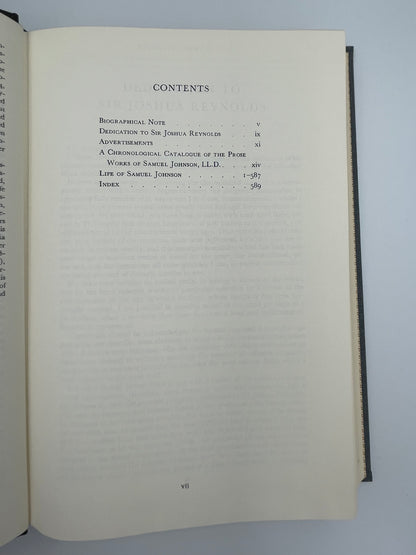 CONTENTS
BIOGRAPHICAL NOTE . . . . . . . v
DEDICATION TO SIR JOSHUA REYNOLDS . . . ix
ADVERTISEMENTS . . . . . . . . xi
A CHRONOLOGICAL CATALOGUE OF THE PROSE
WORKS OF SAMUEL JOHNSON, LL.D. . . . xiv
LIFE OF SAMUEL JOHNSON . . . . . 1-587
INDEX . . . . . . . . . . 589
vii